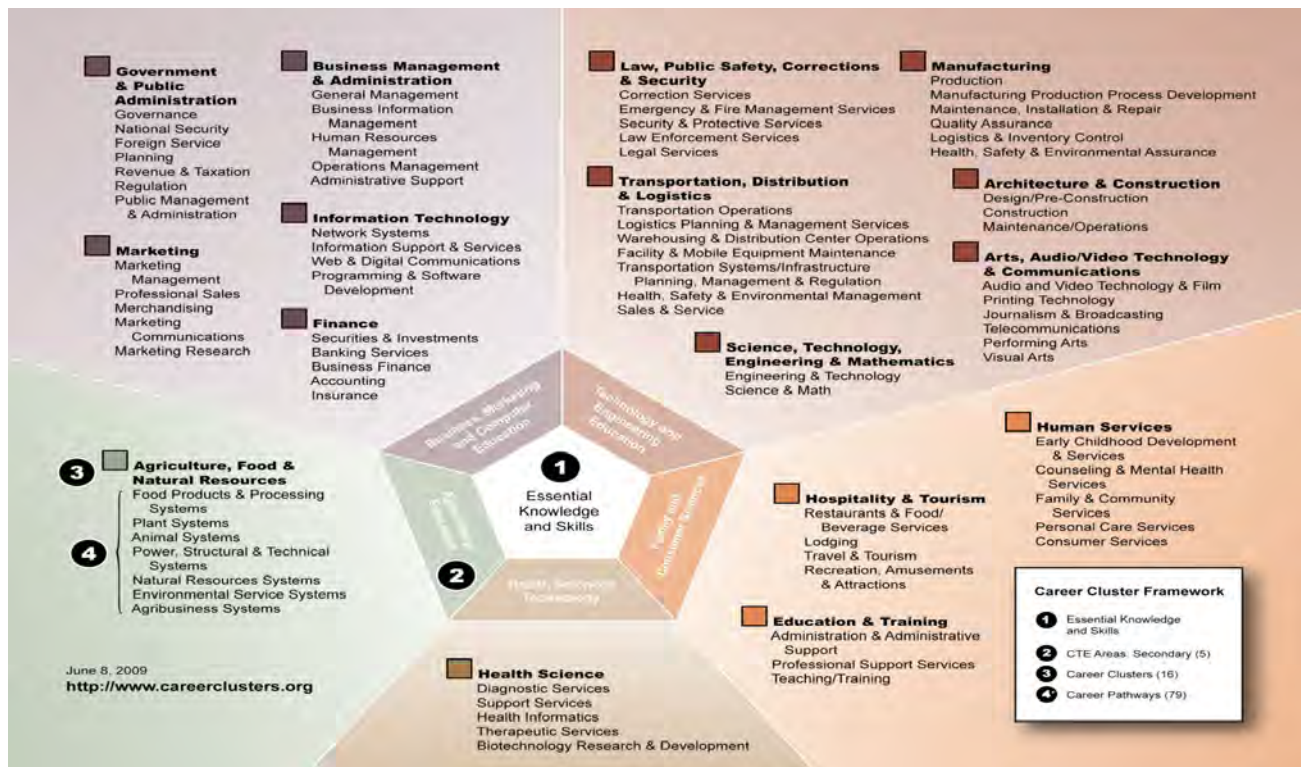 Government
& Public
Administration
Governance
National Security
Foreign Service
Planning
Revenue & Taxation
Regulation
Public Management
& Administration
Marketing
Marketing
Management
Professional Sales
Merchandising
Marketing
Communications
Marketing Research
Business Management
& Administration
General Management
Business Information
Management
Human Resources
Management
Operations Management
Administrative Support
Information Technology
Network Systems
Information Support & Services
Web & Digital Communications
Programming & Software
Development
Finance
Securities & Investments
Banking Services
Business Finance
Accounting
Insurance
Law, Public Safety, Corrections
& Security
Correction Services
Emergency & Fire Management Services
Security & Protective Services
Law Enforcement Services
Legal Services
Transportation, Distribution
& Logistics
Transportation Operations
Logistics Planning & Management Services
Warehousing & Distribution Center Operations
Facility & Mobile Equipment Maintenance
Transportation Systems/Infrastructure
Planning, Management & Regulation
Health, Safety & Environmental Management
Sales & Service
Science, Technology,
Engineering & Mathematics
Engineering & Technology
Science & Math
Manufacturing
Production
Manufacturing Production Process Development
Maintenance, Installation & Repair
Quality Assurance
Logistics & Inventory Control
Health, Safety & Environmental Assurance
Architecture & Construction
Design/Pre-Construction
Construction
Maintenance/Operations
Arts, Audio/Video Technology
& Communications
Audio and Video Technology & Film
Printing Technology
Journalism & Broadcasting
Telecommunications
Performing Arts
Visual Arts
Business, Marketing
and Computer
Education
Technology and
Engineering
Education
Family and
Consumer Sciences
Health
1
Essential
Knowledge
and Skills
2
3
Agriculture, Food &
Natural Resources
4
Food Products & Processing
Systems
Plant Systems
Animal Systems
Power, Structural & Technical
Systems
Natural Resources Systems
Environmental Service Systems
Agribusiness Systems
June 8, 2009
http://www.careerclusters.org
Health Science
Diagnostic Services
Support Services
Health Informatics
Therapeutic Services
Biotechnology Research & Development
Hospitality & Tourism
Restaurants & Food/
Beverage Services
Lodging
Travel & Tourism
Recreation, Amusements
& Attractions
Education & Training
Administration & Administrative
Support
Professional Support Services
Teaching/Training
Human Services
Early Childhood Development
& Services
Counseling & Mental Health
Services
Family & Community
Services
Personal Care Services
Consumer Services
Career Cluster Framework
1 Essential Knowledge
and Skills
2 CTE Areas: Secondary (5)
3 Career Clusters (16)
4 Career Pathways (79)